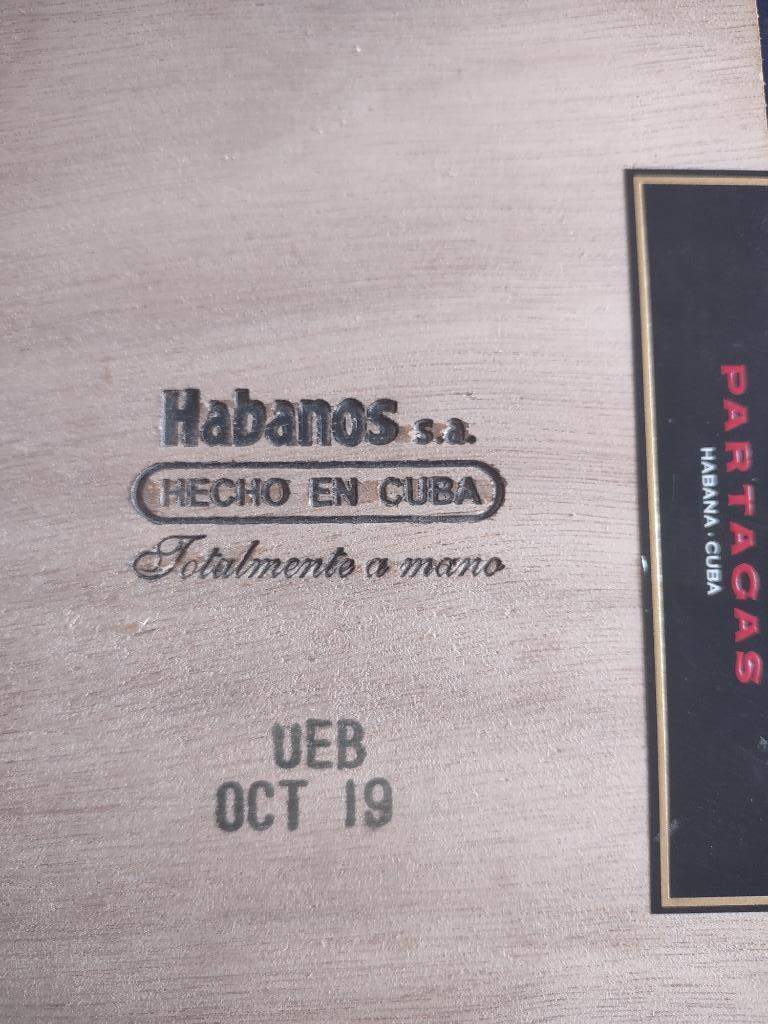 Habanos s.a.
HECHO EN CUBA
Totalmente a mano
UEB
OCT 19
PARTAGAS
HABANA · CUBA